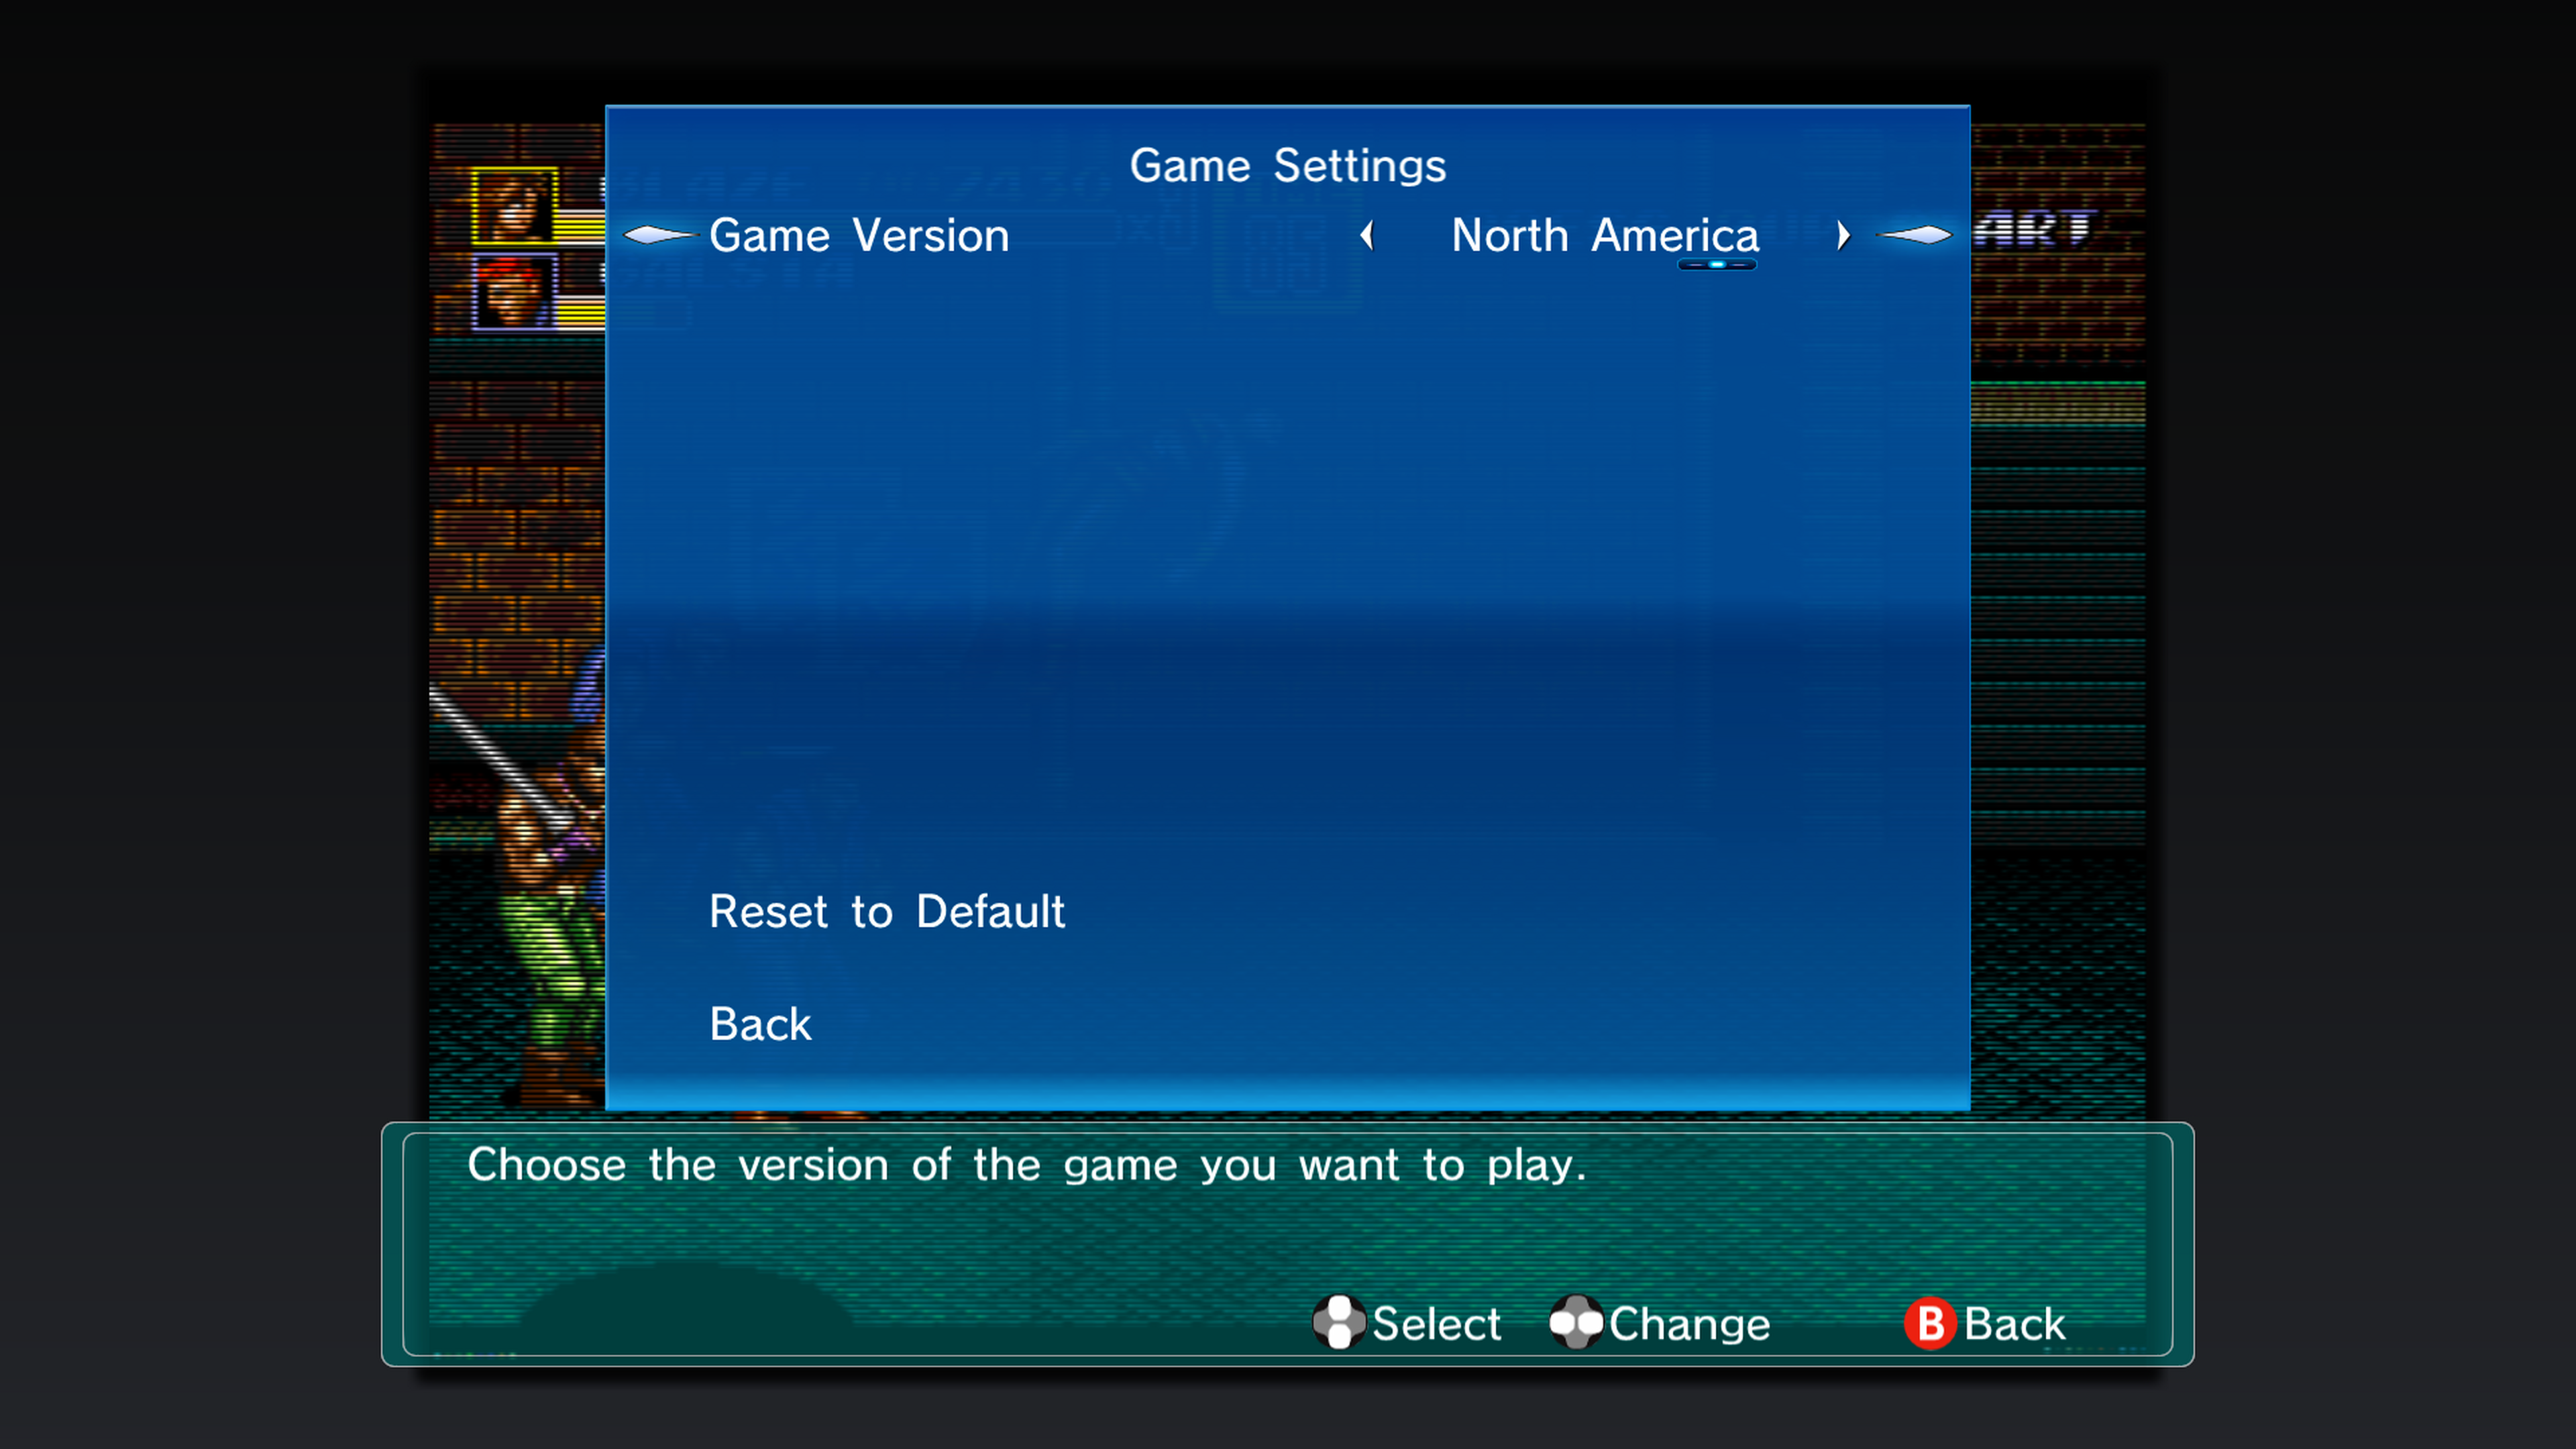 Game Settings
Game Version North America
ART
Reset to Default
Back
Choose the version of the game you want to play.
Select Change B Back